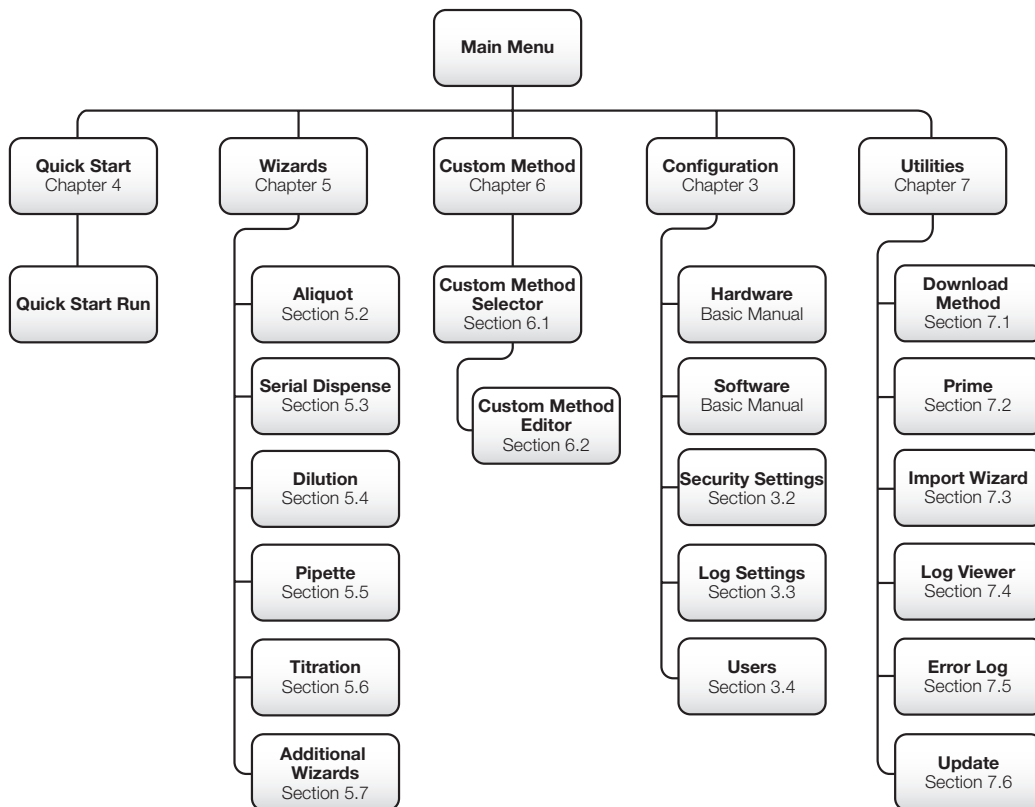 Main Menu
Quick Start
Chapter 4
Wizards
Chapter 5
Custom Method
Chapter 6
Configuration
Chapter 3
Utilities
Chapter 7
Quick Start Run
Aliquot
Section 5.2
Serial Dispense
Section 5.3
Dilution
Section 5.4
Pipette
Section 5.5
Titration
Section 5.6
Additional
Wizards
Section 5.7
Custom Method
Selector
Section 6.1
Custom Method
Editor
Section 6.2
Hardware
Basic Manual
Software
Basic Manual
Security Settings
Section 3.2
Log Settings
Section 3.3
Users
Section 3.4
Download
Method
Section 7.1
Prime
Section 7.2
Import Wizard
Section 7.3
Log Viewer
Section 7.4
Error Log
Section 7.5
Update
Section 7.6